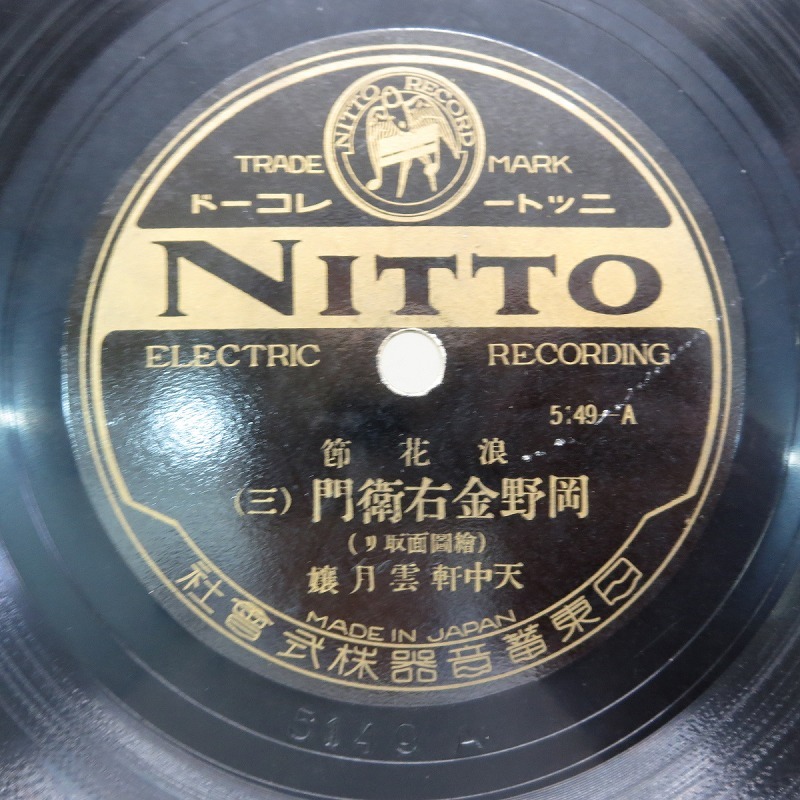 NITTO RECORD
TRADE MARK
ニットー レコード
NITTO
ELECTRIC RECORDING
5149-A
浪花節
岡野金右衛門 (三)
(繪圖面取リ)
天中軒雲月孃
MADE IN JAPAN
日東蓄音器株式會社
5149 A